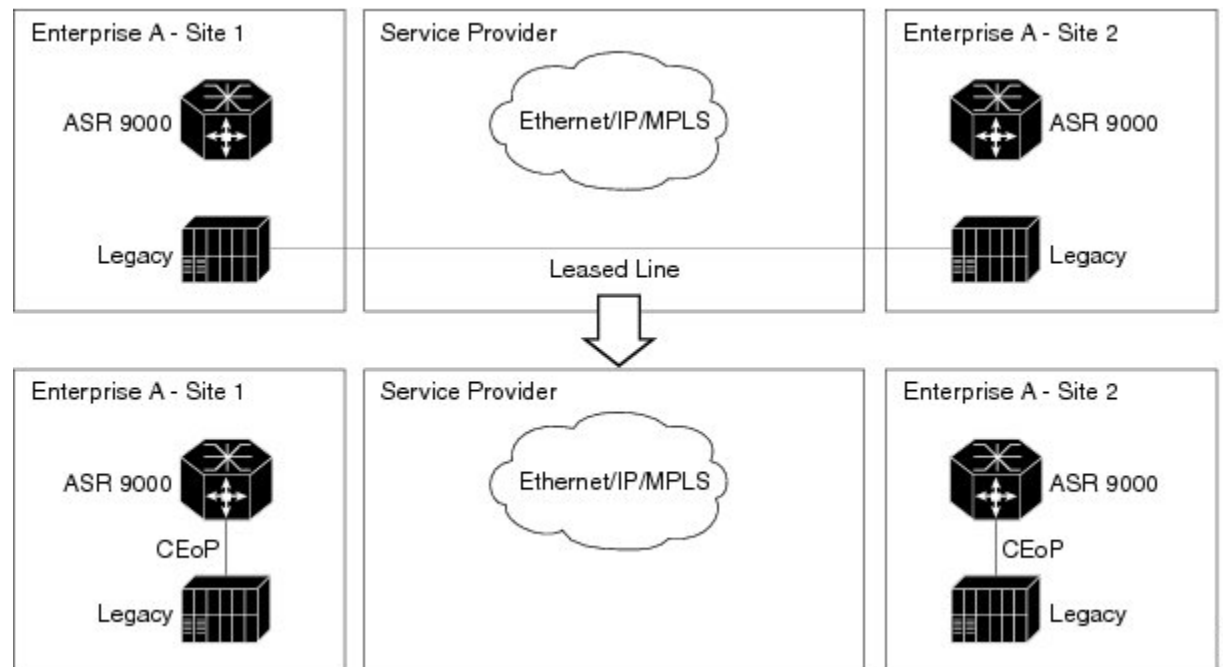 Enterprise A - Site 1
Service Provider
Enterprise A - Site 2
ASR 9000
Ethernet/IP/MPLS
ASR 9000
Legacy
Leased Line
Legacy
Enterprise A - Site 1
Service Provider
Enterprise A - Site 2
ASR 9000
Ethernet/IP/MPLS
ASR 9000
CEoP
CEoP
Legacy
Legacy